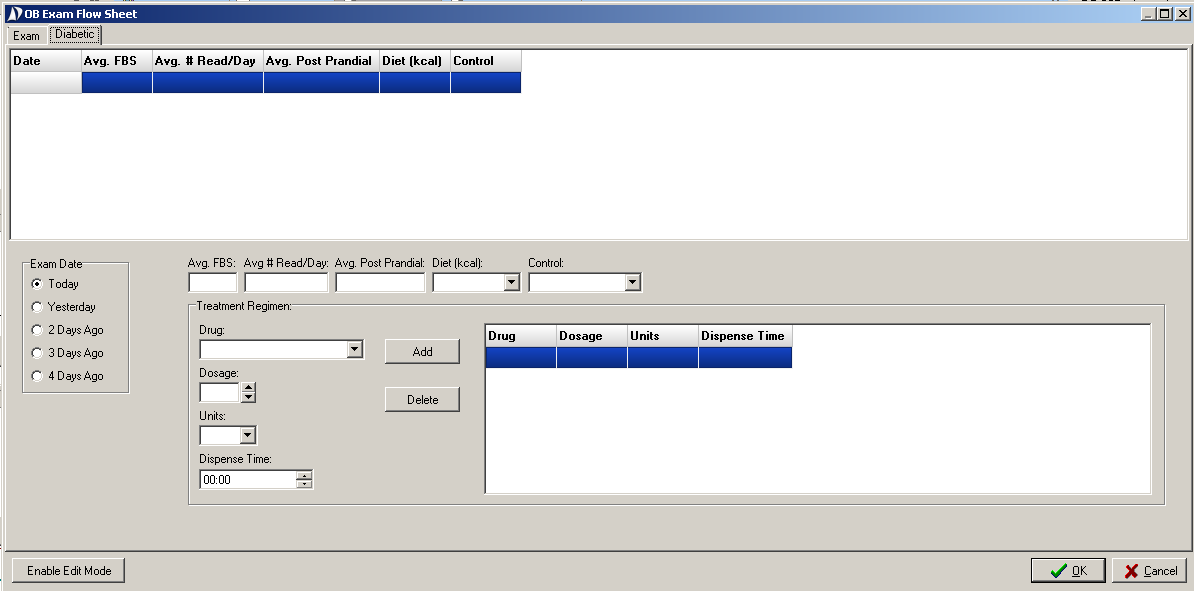 OB Exam Flow Sheet
Exam Diabetic
Date Avg. FBS Avg. # Read/Day Avg. Post Prandial Diet (kcal) Control
Exam Date
Today
Yesterday
2 Days Ago
3 Days Ago
4 Days Ago
Avg. FBS: Avg # Read/Day: Avg. Post Prandial: Diet (kcal): Control:
Treatment Regimen:
Drug:
Add
Dosage:
Delete
Units:
Dispense Time:
00:00
Drug Dosage Units Dispense Time
Enable Edit Mode
OK Cancel